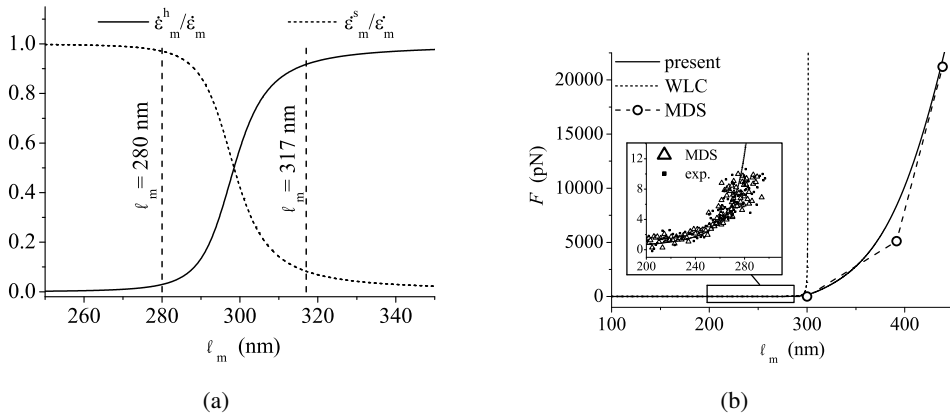 ε̇ʰₘ/ε̇ₘ
ε̇ˢₘ/ε̇ₘ
1.0
0.8
0.6
0.4
0.2
0.0
ℓₘ= 280 nm
ℓₘ= 317 nm
260
280
300
320
340
ℓₘ (nm)
(a)
present
WLC
MDS
20000
15000
10000
5000
0
F (pN)
MDS
exp.
12
8
4
0
200
240
280
100
200
300
400
ℓₘ (nm)
(b)